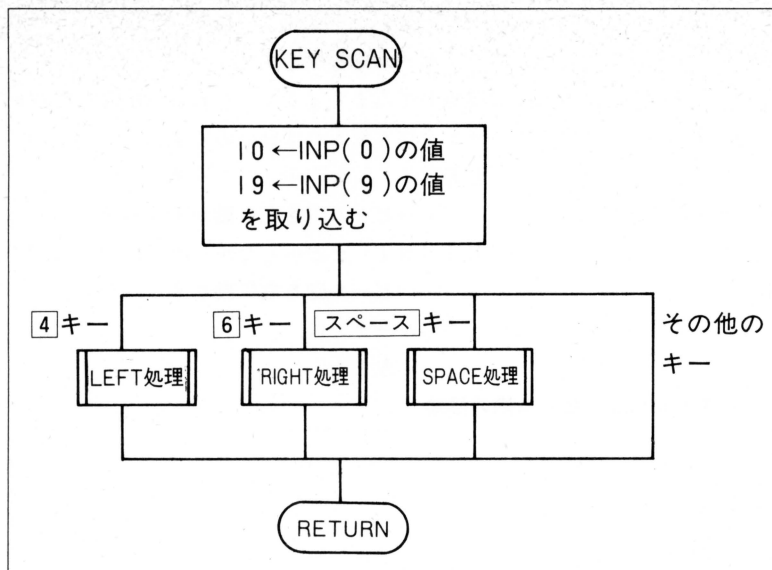 KEY SCAN
I0←INP(0)の値
I9←INP(9)の値
を取り込む
4キー
6キー
スペースキー
その他の
キー
LEFT処理
RIGHT処理
SPACE処理
RETURN